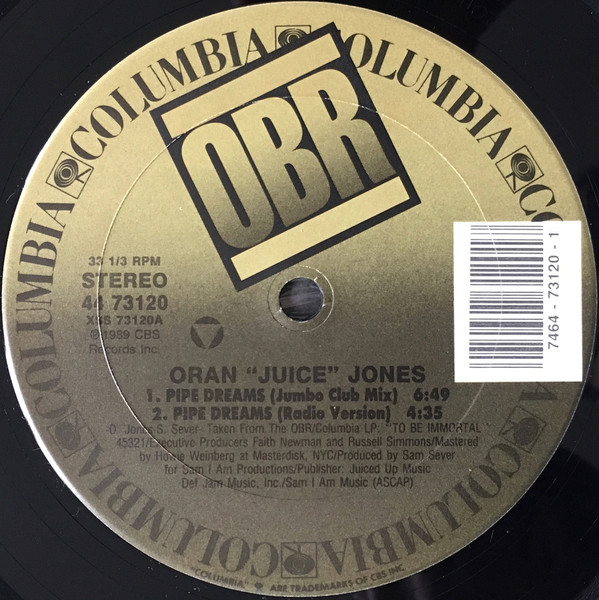 COLUMBIA COLUMBIA COLUMBIA COLUMBIA COLUMBIA COLUMBIA
OBR
33 1/3 RPM
STEREO
44 73120
XSS 73120A
℗ 1989 CBS
Records Inc.
7464 - 73120 - 1
ORAN "JUICE" JONES
1. PIPE DREAMS (Jumbo Club Mix) 6:49
2. PIPE DREAMS (Radio Version) 4:35
O. Jones-S. Sever- Taken From The OBR/Columbia LP: "TO BE IMMORTAL"
45321/Executive Producers Faith Newman and Russell Simmons/Mastered
by Howie Weinberg at Masterdisk, NYC/Produced by Sam Sever
for Sam I Am Productions/Publisher: Juiced Up Music
Def Jam Music, Inc./Sam I Am Music (ASCAP)
"COLUMBIA" ARE TRADEMARKS OF CBS INC.